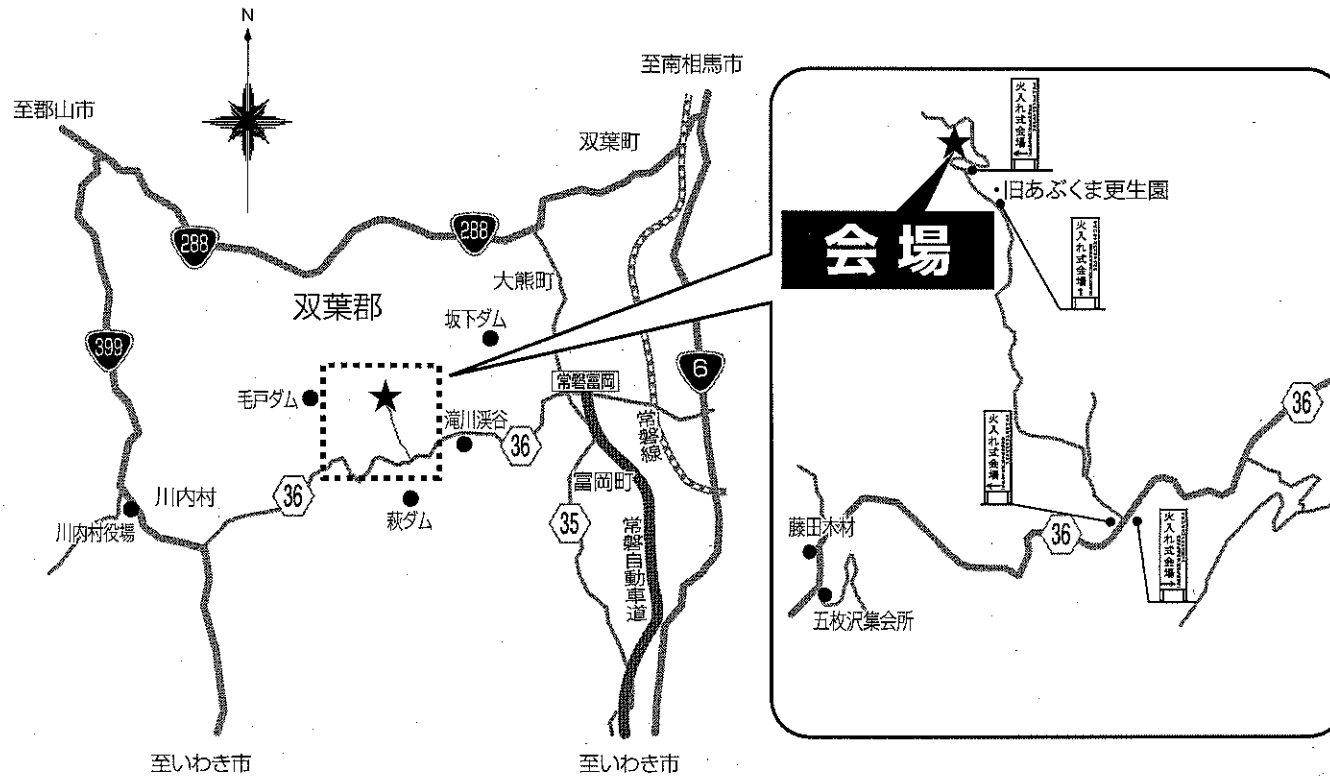 N
至南相馬市
至郡山市
双葉町
288
288
大熊町
双葉郡
坂下ダム
399
6
常磐富岡
毛戸ダム
滝川渓谷
36
常磐線
富岡町
川内村
36
萩ダム
35
川内村役場
常磐自動車道
至いわき市
至いわき市
火入れ式会場
旧あぶくま更生園
会場
火入れ式会場
36
火入れ式会場
36
火入れ式会場
藤田木材
五枚沢集会所